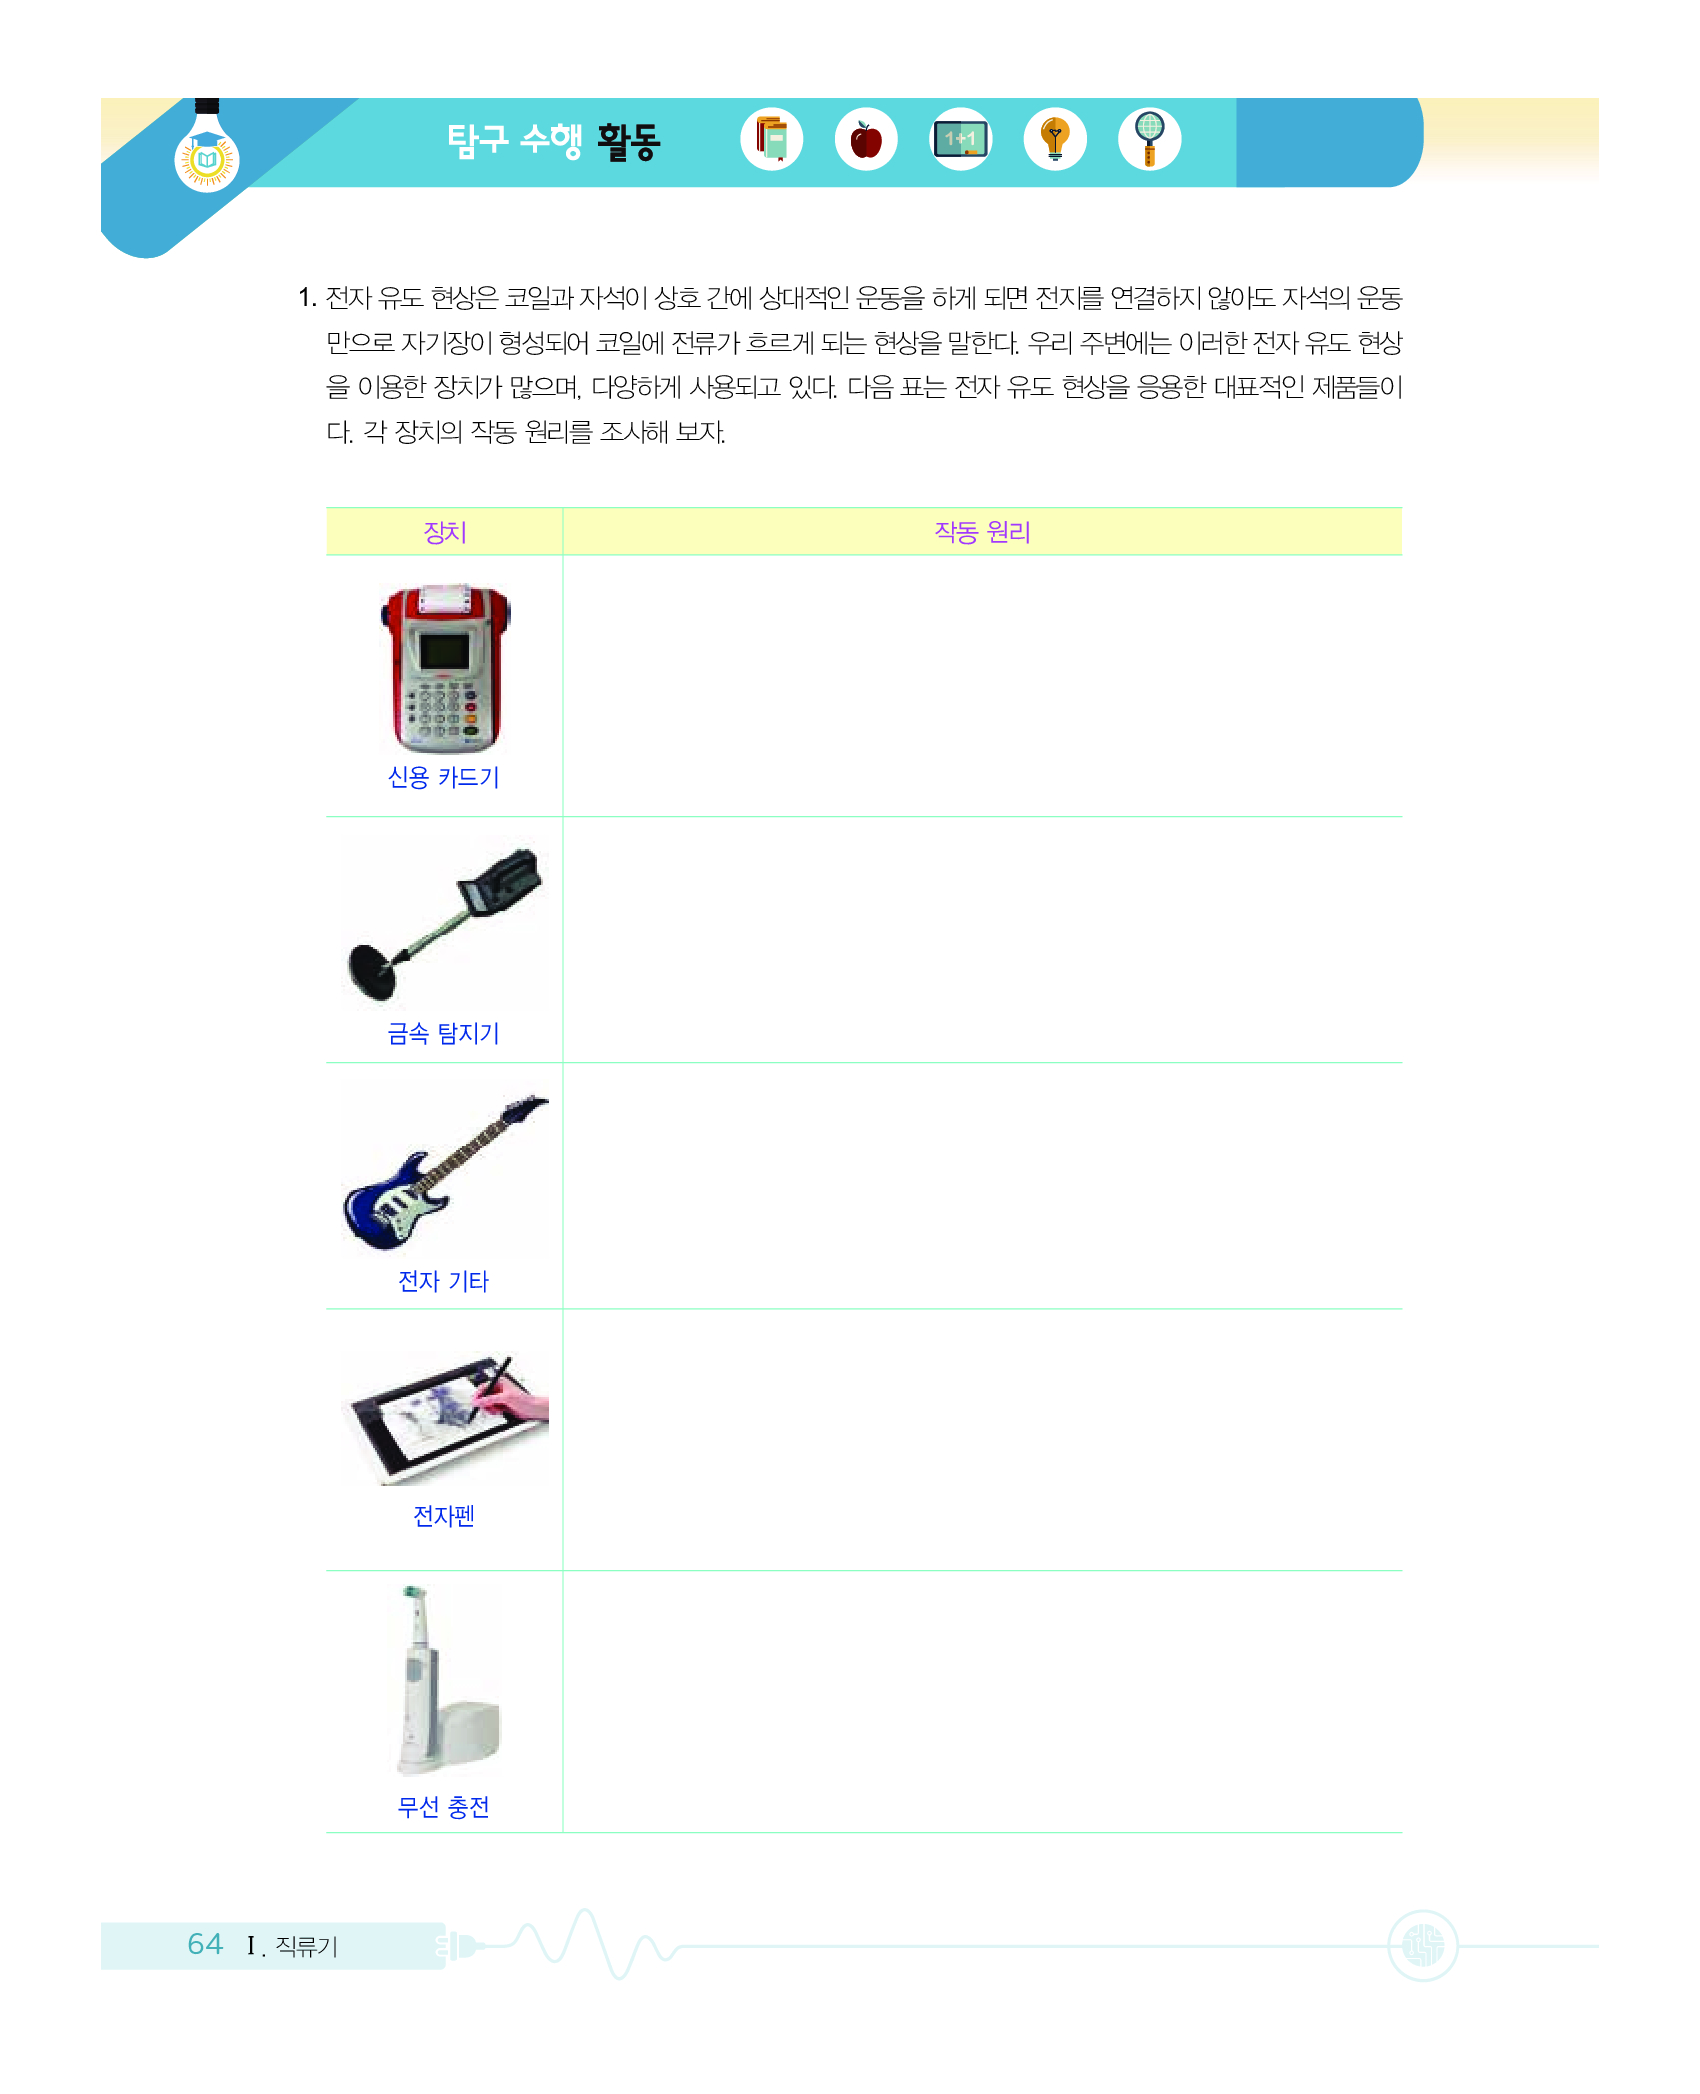 탐구 수행 활동
1+1
1. 전자 유도 현상은 코일과 자석이 상호 간에 상대적인 운동을 하게 되면 전지를 연결하지 않아도 자석의 운동
만으로 자기장이 형성되어 코일에 전류가 흐르게 되는 현상을 말한다. 우리 주변에는 이러한 전자 유도 현상
을 이용한 장치가 많으며, 다양하게 사용되고 있다. 다음 표는 전자 유도 현상을 응용한 대표적인 제품들이
다. 각 장치의 작동 원리를 조사해 보자.
장치 작동 원리
신용 카드기
금속 탐지기
전자 기타
전자펜
무선 충전
64 Ⅰ. 직류기